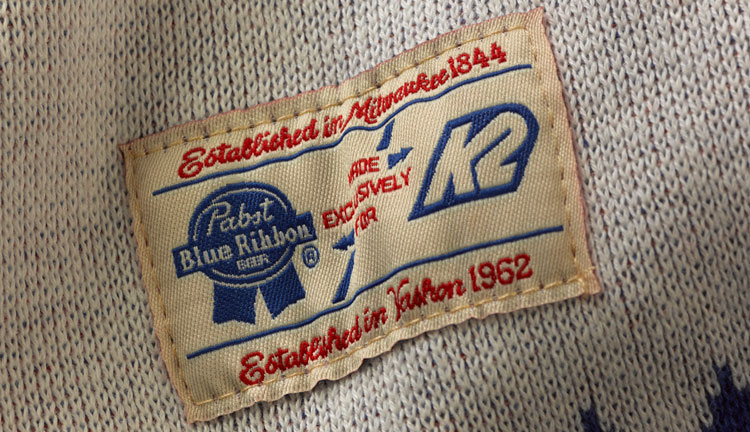 Established in Milwaukee 1844
Pabst
Blue Ribbon
BEER
®
MADE
EXCLUSIVELY
FOR
K2
Established in Vashon 1962